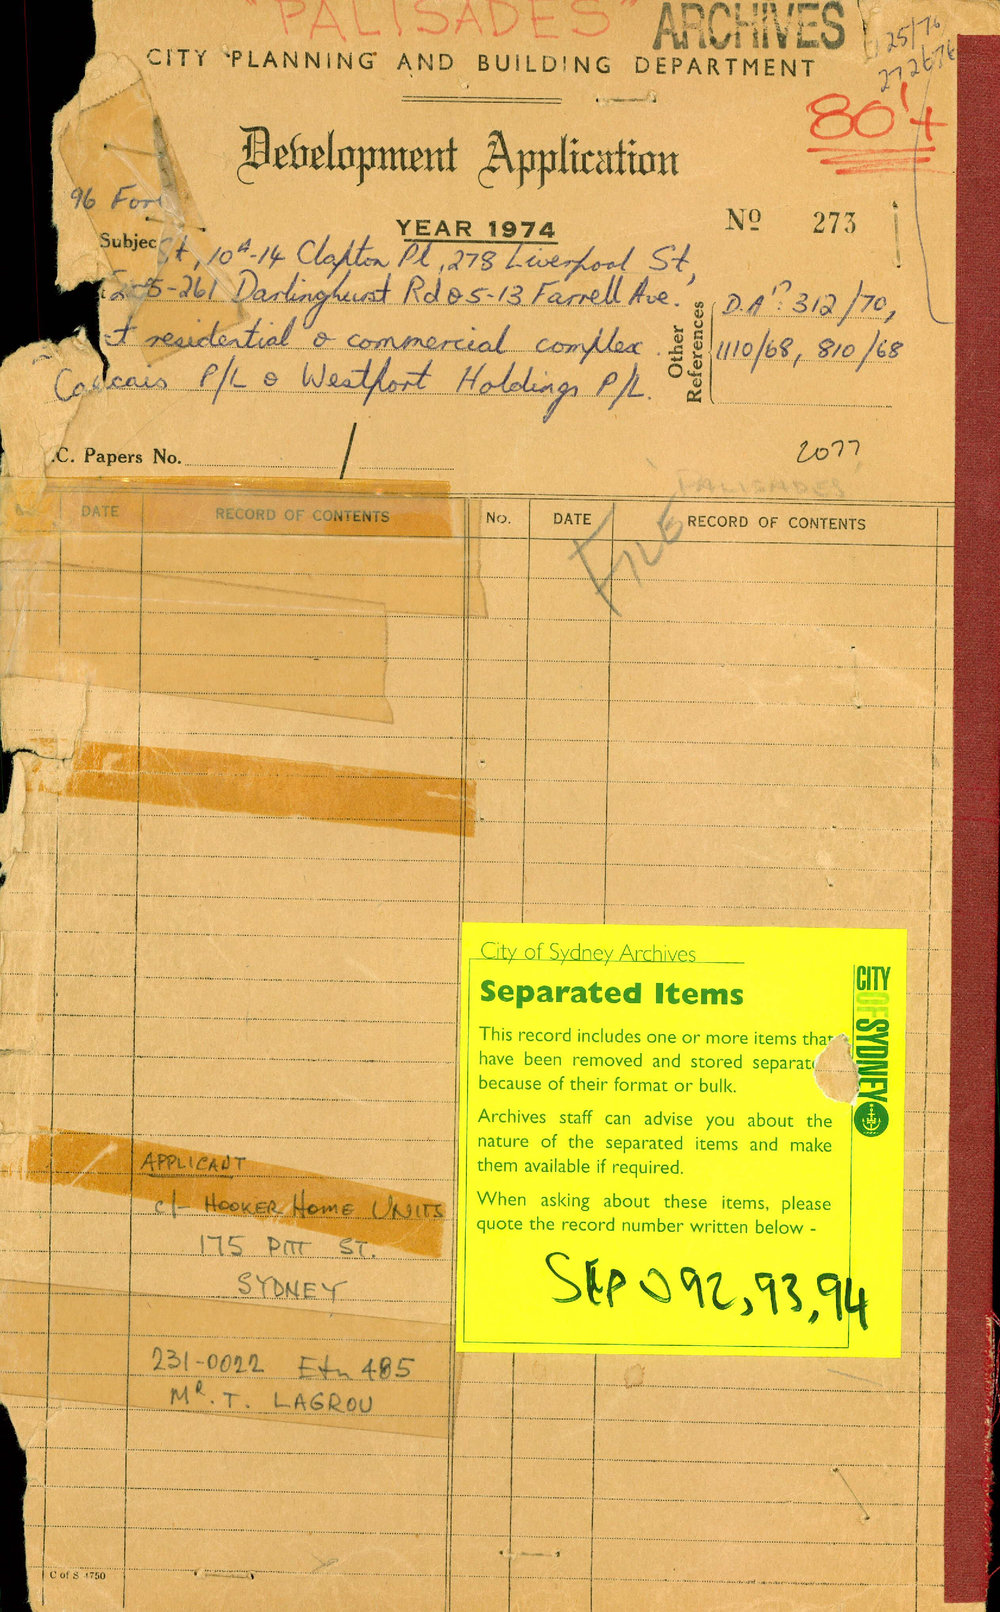 "PALISADES" ARCHIVES
25/76
CITY PLANNING AND BUILDING DEPARTMENT
80'+
Development Application
96 For
YEAR 1974
Nº 273
Subjec St, 10A-14 Clapton Pl, 278 Liverpool St,
-261 Darlinghurst Rd & 5-13 Farrell Ave.
t residential & commercial complex
Cascais P/L & Westport Holdings P/L.
Other References
D.A: 312/70,
1110/68, 810/68
.C. Papers No.
2077
PALISADES
FILE
DATE RECORD OF CONTENTS No. DATE RECORD OF CONTENTS
City of Sydney Archives
Separated Items
This record includes one or more items that
have been removed and stored separat
because of their format or bulk.
Archives staff can advise you about the
nature of the separated items and make
them available if required.
When asking about these items, please
quote the record number written below -
SEP 092, 93, 94
CITY OF SYDNEY
APPLICANT
c/- HOOKER HOME UNITS
175 PITT ST.
SYDNEY
231-0022 Extn 485
Mr. T. LAGROU
C of S 4750